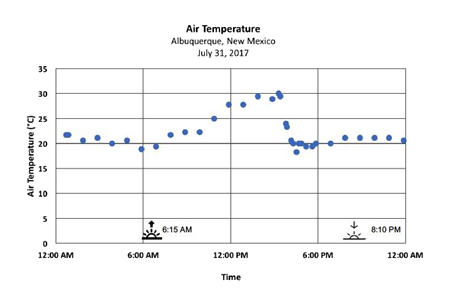 Air Temperature
Albuquerque, New Mexico
July 31, 2017
Air Temperature (°C)
35
30
25
20
15
10
5
0
6:15 AM
8:10 PM
12:00 AM
6:00 AM
12:00 PM
6:00 PM
12:00 AM
Time